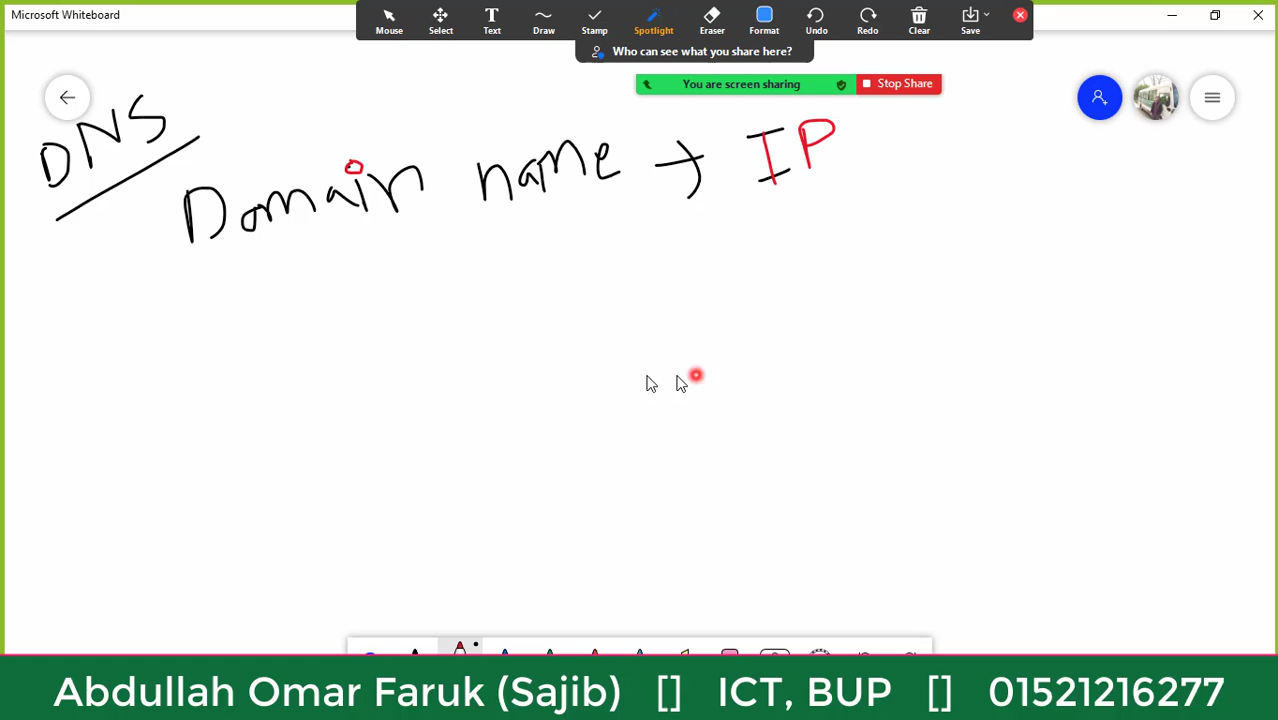 Microsoft Whiteboard
Mouse Select Text Draw Stamp Spotlight Eraser Format Undo Redo Clear Save
Who can see what you share here?
You are screen sharing Stop Share
DNS
Domain name → IP
Abdullah Omar Faruk (Sajib) [] ICT, BUP [] 01521216277